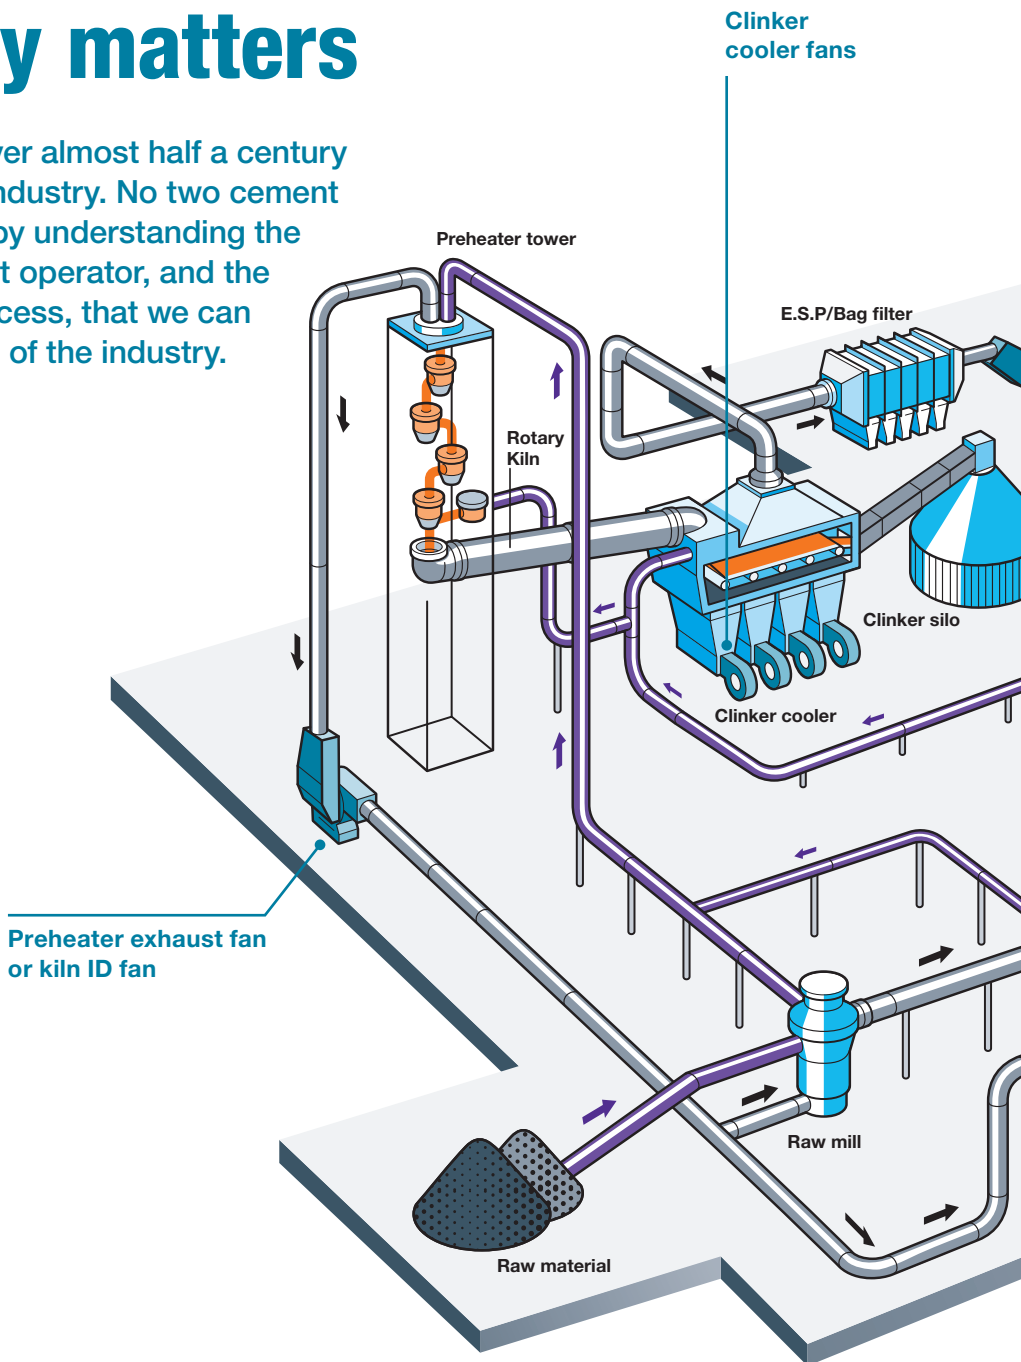 y matters
ver almost half a century
ndustry. No two cement
by understanding the
t operator, and the
cess, that we can
of the industry.
Clinker
cooler fans
Preheater tower
E.S.P/Bag filter
Rotary
Kiln
Clinker silo
Clinker cooler
Preheater exhaust fan
or kiln ID fan
Raw mill
Raw material